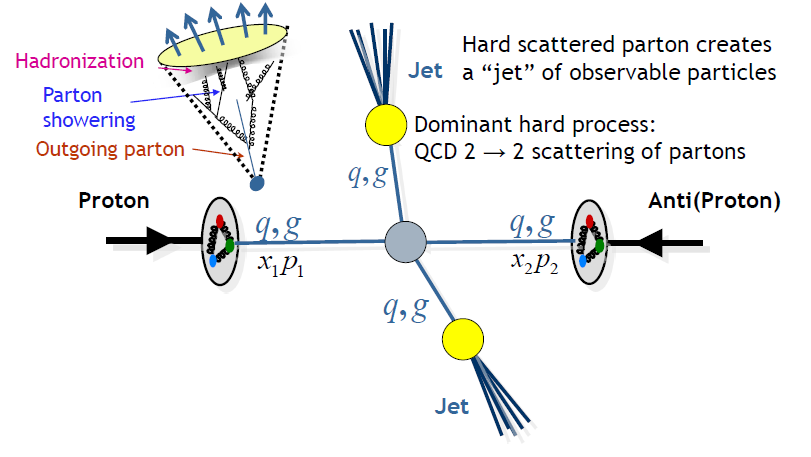 Hadronization
Parton
showering
Outgoing parton
Jet
Hard scattered parton creates
a “jet” of observable particles
Dominant hard process:
QCD 2 → 2 scattering of partons
q,g
Proton
Anti(Proton)
q,g
q,g
x₁p₁
x₂p₂
q,g
Jet